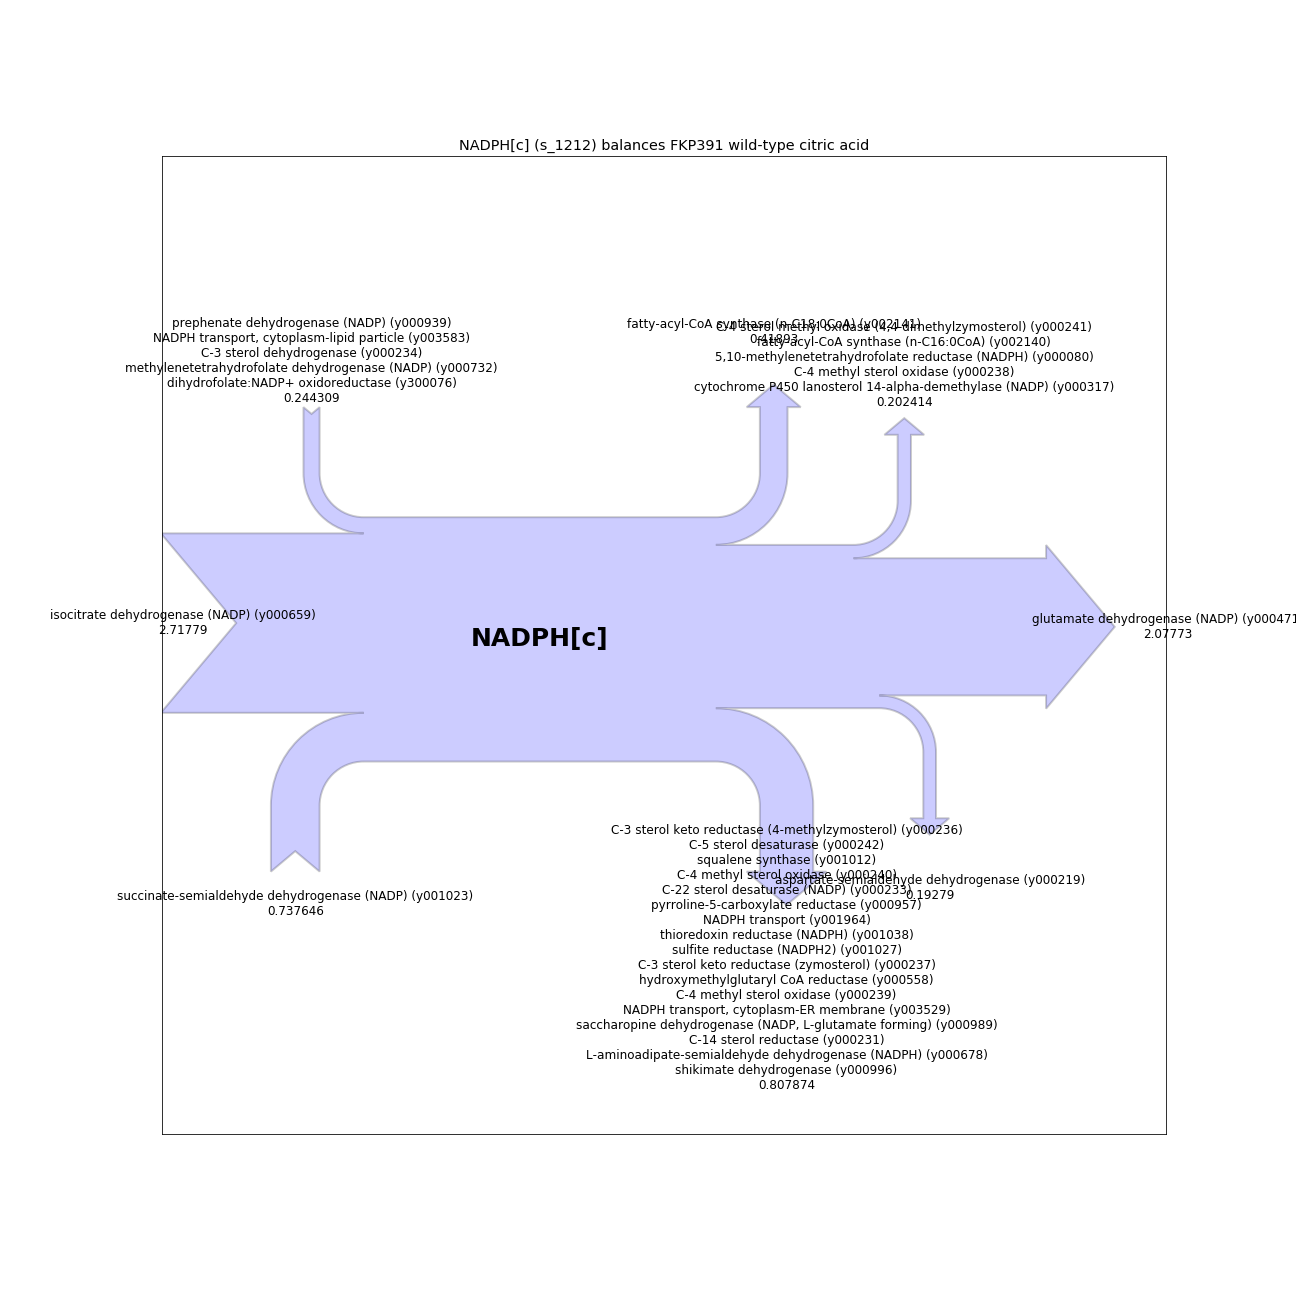 NADPH[c] (s_1212) balances FKP391 wild-type citric acid
prephenate dehydrogenase (NADP) (y000939)
NADPH transport, cytoplasm-lipid particle (y003583)
C-3 sterol dehydrogenase (y000234)
methylenetetrahydrofolate dehydrogenase (NADP) (y000732)
dihydrofolate:NADP+ oxidoreductase (y300076)
0.244309
fatty-acyl-CoA synthase (n-C18:0CoA) (y002141)
0.41893
C-4 sterol methyl oxidase (4,4-dimethylzymosterol) (y000241)
fatty-acyl-CoA synthase (n-C16:0CoA) (y002140)
5,10-methylenetetrahydrofolate reductase (NADPH) (y000080)
C-4 methyl sterol oxidase (y000238)
cytochrome P450 lanosterol 14-alpha-demethylase (NADP) (y000317)
0.202414
isocitrate dehydrogenase (NADP) (y000659)
2.71779
NADPH[c]
glutamate dehydrogenase (NADP) (y000471
2.07773
succinate-semialdehyde dehydrogenase (NADP) (y001023)
0.737646
C-3 sterol keto reductase (4-methylzymosterol) (y000236)
C-5 sterol desaturase (y000242)
squalene synthase (y001012)
C-4 methyl sterol oxidase (y000240)
C-22 sterol desaturase (NADP) (y000233)
pyrroline-5-carboxylate reductase (y000957)
NADPH transport (y001964)
thioredoxin reductase (NADPH) (y001038)
sulfite reductase (NADPH2) (y001027)
C-3 sterol keto reductase (zymosterol) (y000237)
hydroxymethylglutaryl CoA reductase (y000558)
C-4 methyl sterol oxidase (y000239)
NADPH transport, cytoplasm-ER membrane (y003529)
saccharopine dehydrogenase (NADP, L-glutamate forming) (y000989)
C-14 sterol reductase (y000231)
L-aminoadipate-semialdehyde dehydrogenase (NADPH) (y000678)
shikimate dehydrogenase (y000996)
0.807874
aspartate-semialdehyde dehydrogenase (y000219)
0.19279